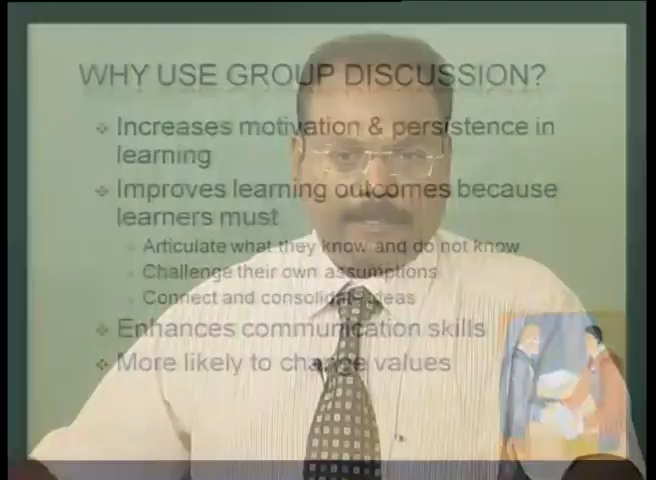 WHY USE GROUP DISCUSSION?
Increases motivation & persistence in
learning
Improves learning outcomes because
learners must
Articulate what they know and do not know
Challenge their own assumptions
Connect and consolidate ideas
Enhances communication skills
More likely to change values